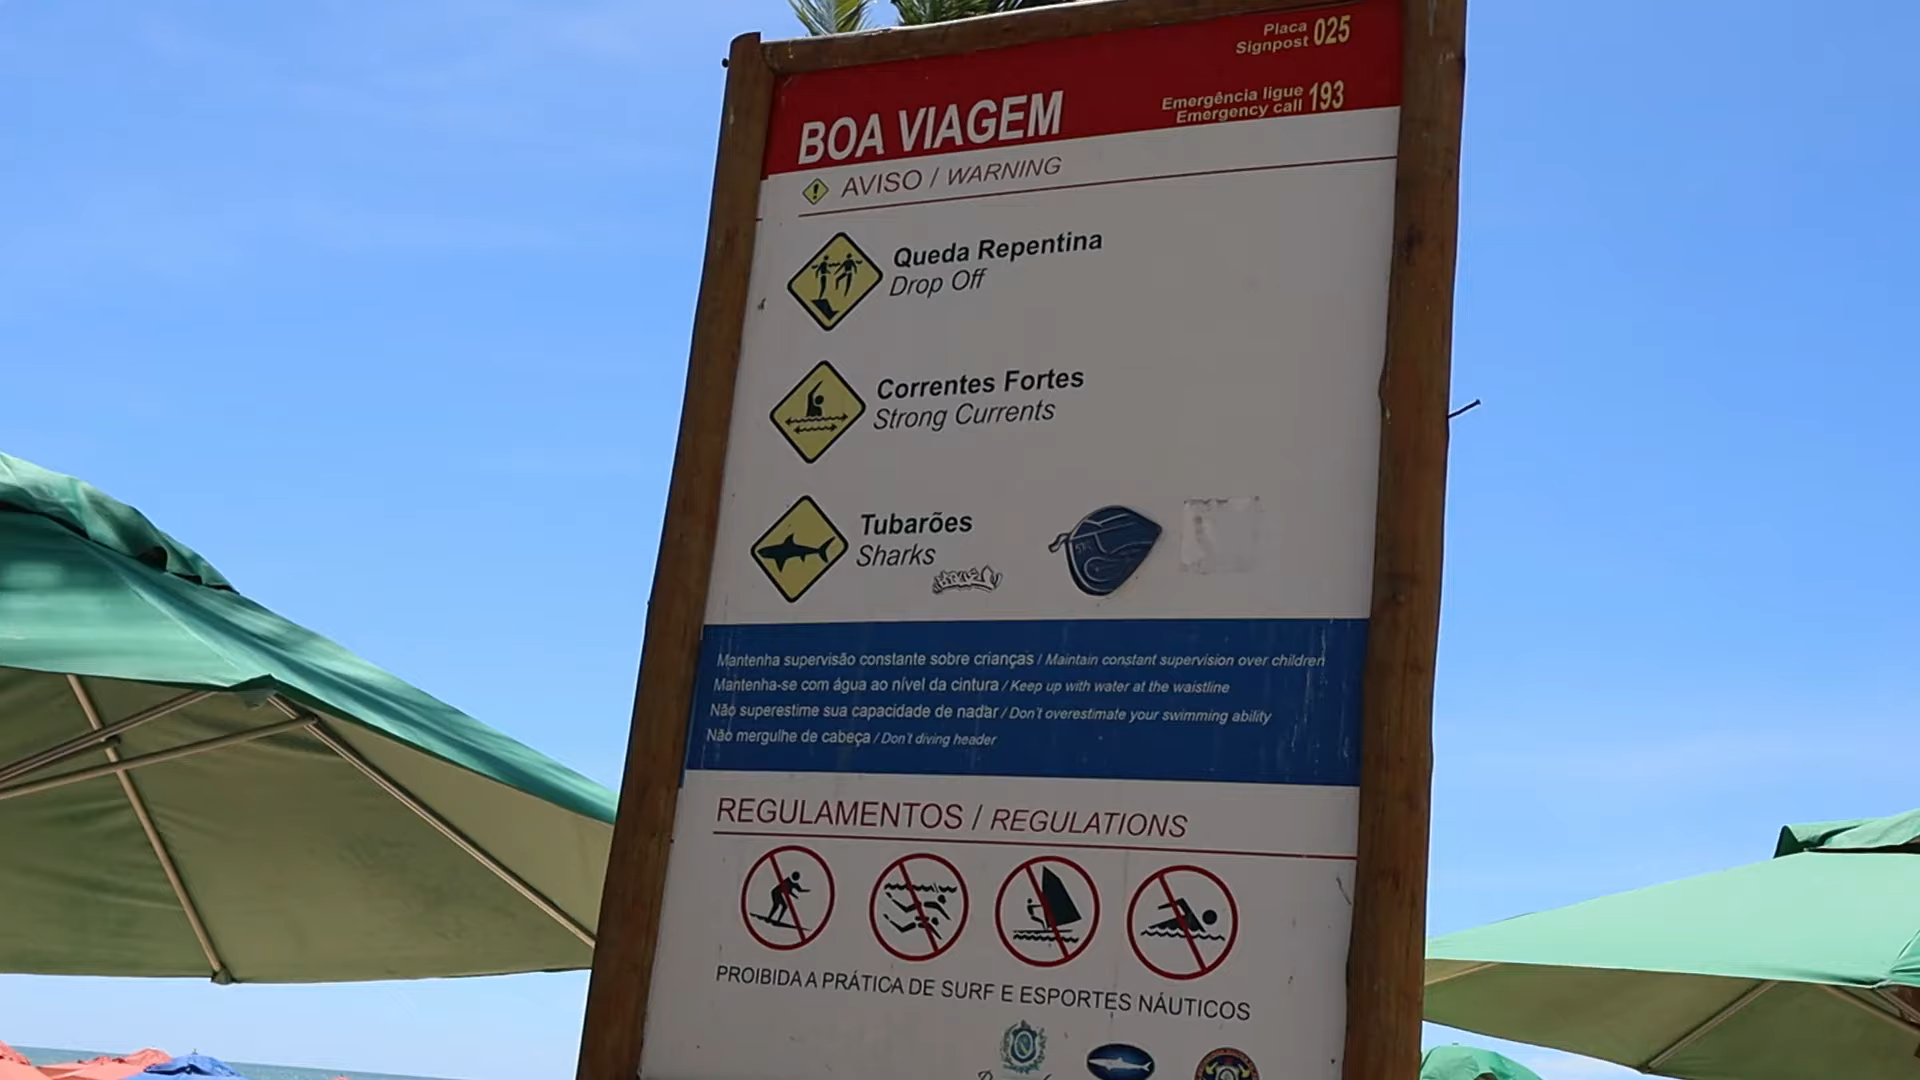 Placa
Signpost 025
Emergência ligue
Emergency call 193
BOA VIAGEM
AVISO / WARNING
Queda Repentina
Drop Off
Correntes Fortes
Strong Currents
Tubarões
Sharks
Mantenha supervisão constante sobre crianças / Maintain constant supervision over children
Mantenha-se com água ao nível da cintura / Keep up with water at the waistline
Não superestime sua capacidade de nadar / Don't overestimate your swimming ability
Não mergulhe de cabeça / Don't diving header
REGULAMENTOS / REGULATIONS
PROIBIDA A PRÁTICA DE SURF E ESPORTES NÁUTICOS